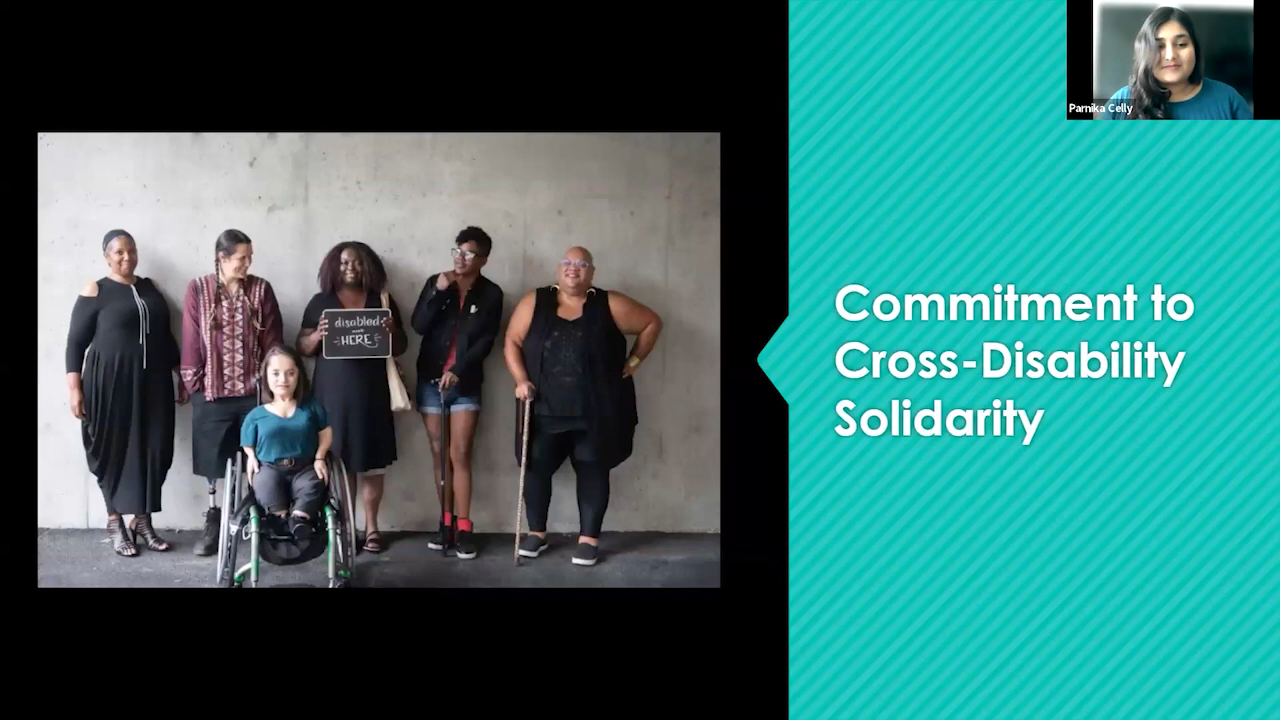 Parnika Celly
disabled
HERE
Commitment to
Cross-Disability
Solidarity